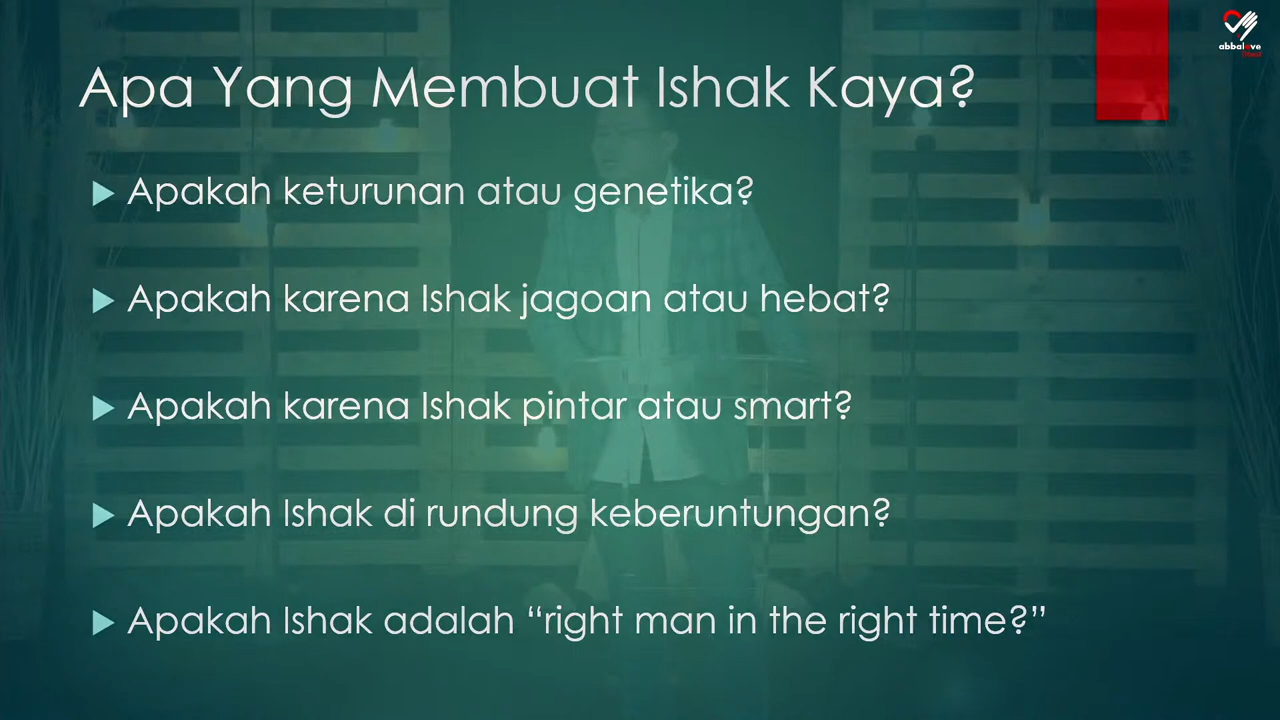 Apa Yang Membuat Ishak Kaya?
Apakah keturunan atau genetika?
Apakah karena Ishak jagoan atau hebat?
Apakah karena Ishak pintar atau smart?
Apakah Ishak di rundung keberuntungan?
Apakah Ishak adalah “right man in the right time?”
abbalove